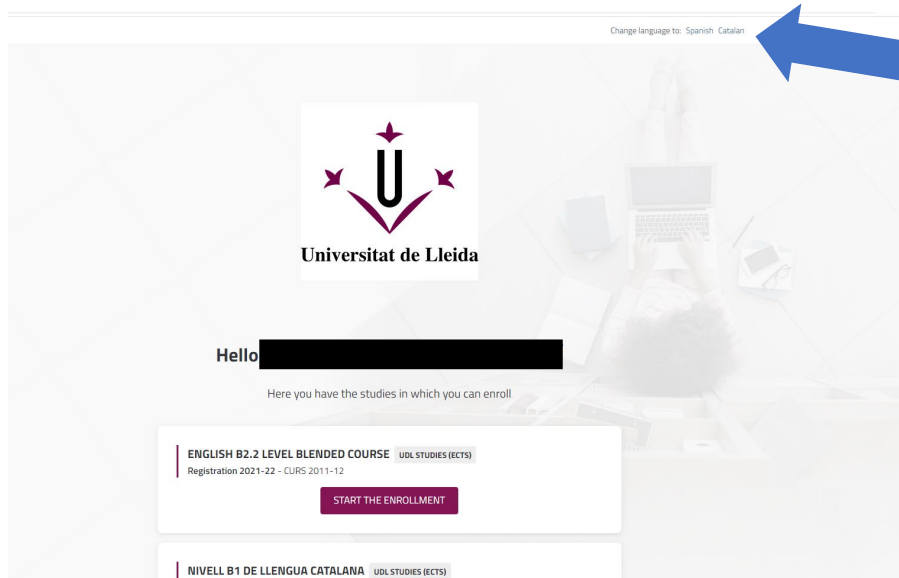 Change language to: Spanish Catalan
U
Universitat de Lleida
Hello
Here you have the studies in which you can enroll
ENGLISH B2.2 LEVEL BLENDED COURSE UDL STUDIES (ECTS)
Registration 2021-22 - CURS 2011-12
START THE ENROLLMENT
NIVELL B1 DE LLENGUA CATALANA UDL STUDIES (ECTS)